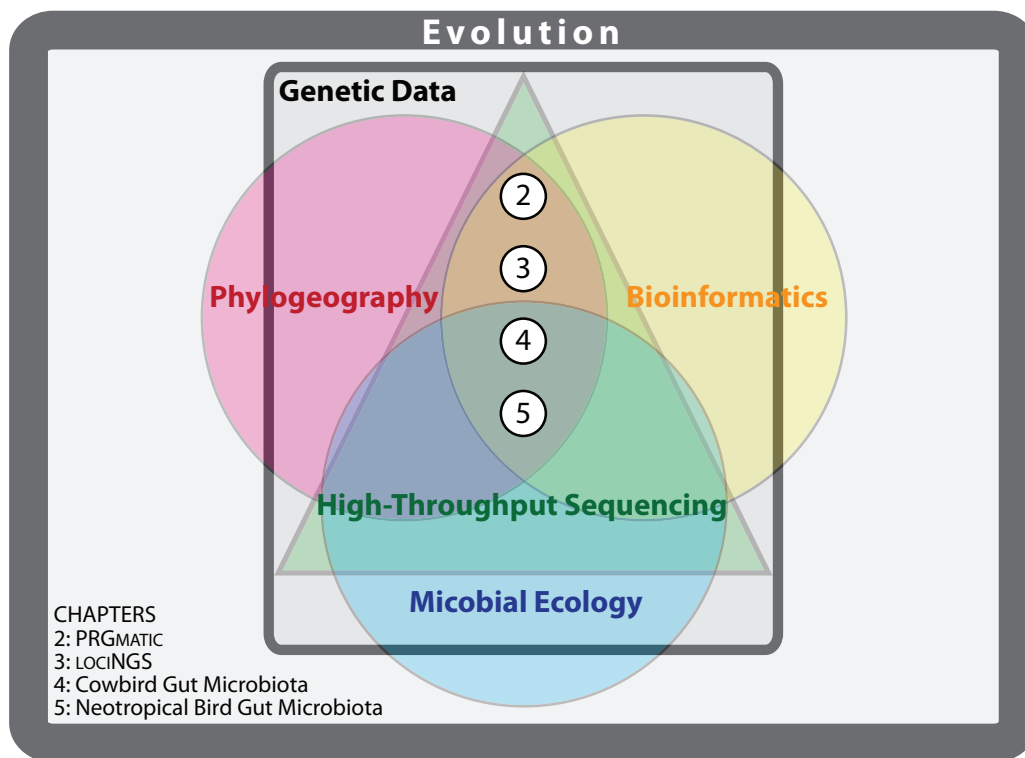 Evolution
Genetic Data
2
3
Phylogeography
Bioinformatics
4
5
High-Throughput Sequencing
Micobial Ecology
CHAPTERS
2: PRGMATIC
3: LOCINGS
4: Cowbird Gut Microbiota
5: Neotropical Bird Gut Microbiota